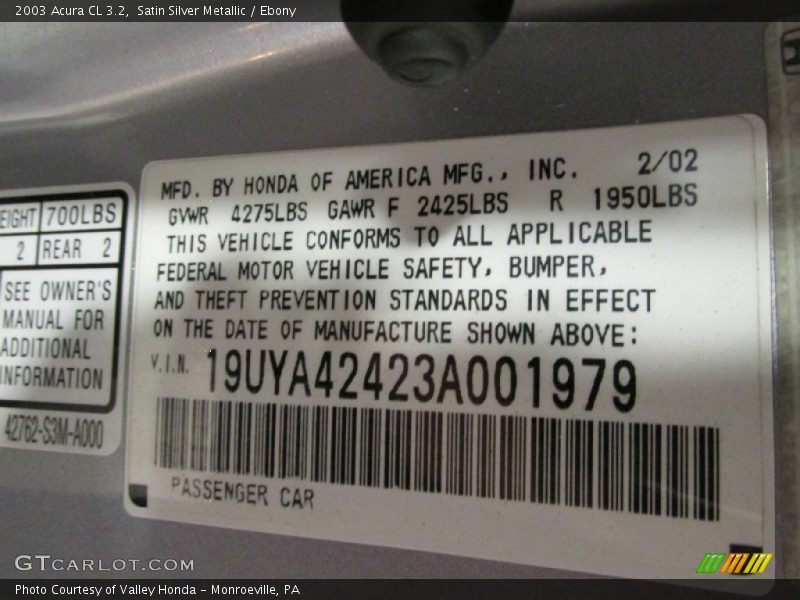 2003 Acura CL 3.2, Satin Silver Metallic / Ebony
EIGHT 700LBS
2 REAR 2
SEE OWNER'S
MANUAL FOR
ADDITIONAL
INFORMATION
42762-S3M-A000
MFD. BY HONDA OF AMERICA MFG., INC. 2/02
GVWR 4275LBS GAWR F 2425LBS R 1950LBS
THIS VEHICLE CONFORMS TO ALL APPLICABLE
FEDERAL MOTOR VEHICLE SAFETY, BUMPER,
AND THEFT PREVENTION STANDARDS IN EFFECT
ON THE DATE OF MANUFACTURE SHOWN ABOVE:
V.I.N. 19UYA42423A001979
PASSENGER CAR
GTCARLOT.COM
Photo Courtesy of Valley Honda - Monroeville, PA